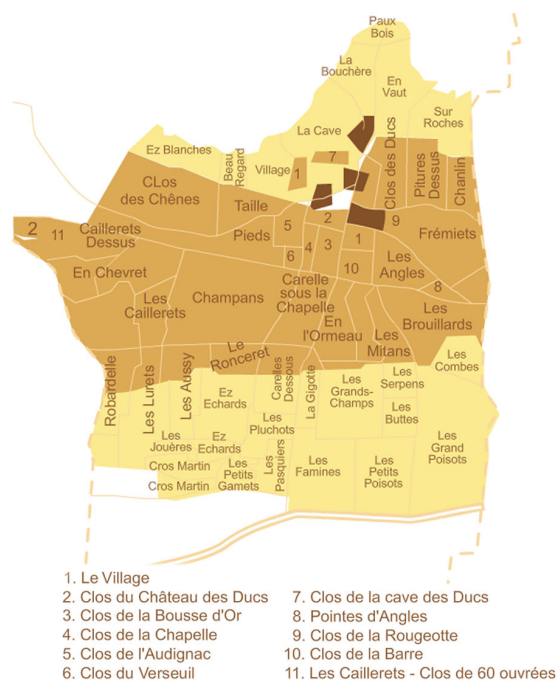 Paux
Bois
La
Bouchère
En
Vaut
Sur
Roches
La Cave
Clos des Ducs
Pitures
Dessus
Chanlin
Ez Blanches
Beau
Regard
Village
1
7
CLos
des Chênes
Taille
Pieds
5
2
9
Frémiets
2
11
Caillerets
Dessus
4
3
1
6
10
Les
Angles
En Chevret
8
Les
Caillerets
Champans
Carelle
sous la
Chapelle
En
l'Ormeau
Les
Mitans
Les
Brouillards
Le
Ronceret
Les
Combes
Robardelle
Les Lurets
Les Aussy
Carelles
Dessous
La Gigotte
Les
Grands-
Champs
Les
Serpens
Ez
Echards
Les
Buttes
Les
Pluchots
Les
Jouères
Ez
Echards
Les
Grand
Poisots
Cros Martin
Les
Petits
Gamets
Les
Pasquiers
Les
Famines
Les
Petits
Poisots
Cros Martin
1. Le Village
2. Clos du Château des Ducs
3. Clos de la Bousse d'Or
4. Clos de la Chapelle
5. Clos de l'Audignac
6. Clos du Verseuil
7. Clos de la cave des Ducs
8. Pointes d'Angles
9. Clos de la Rougeotte
10. Clos de la Barre
11. Les Caillerets - Clos de 60 ouvrées